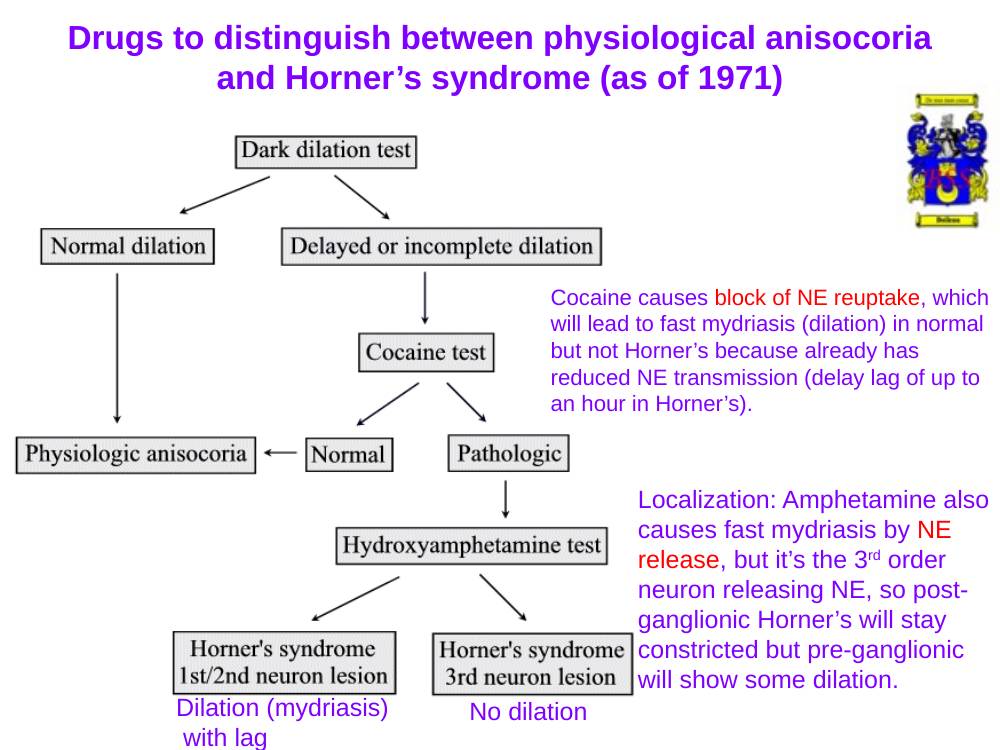 Drugs to distinguish between physiological anisocoria
and Horner’s syndrome (as of 1971)
Dark dilation test
Normal dilation
Delayed or incomplete dilation
Cocaine causes block of NE reuptake, which
will lead to fast mydriasis (dilation) in normal
but not Horner’s because already has
reduced NE transmission (delay lag of up to
an hour in Horner’s).
Cocaine test
Physiologic anisocoria
Normal
Pathologic
Localization: Amphetamine also
causes fast mydriasis by NE
release, but it’s the 3rd order
neuron releasing NE, so post-
ganglionic Horner’s will stay
constricted but pre-ganglionic
will show some dilation.
Hydroxyamphetamine test
Horner's syndrome
1st/2nd neuron lesion
Horner's syndrome
3rd neuron lesion
Dilation (mydriasis)
with lag
No dilation